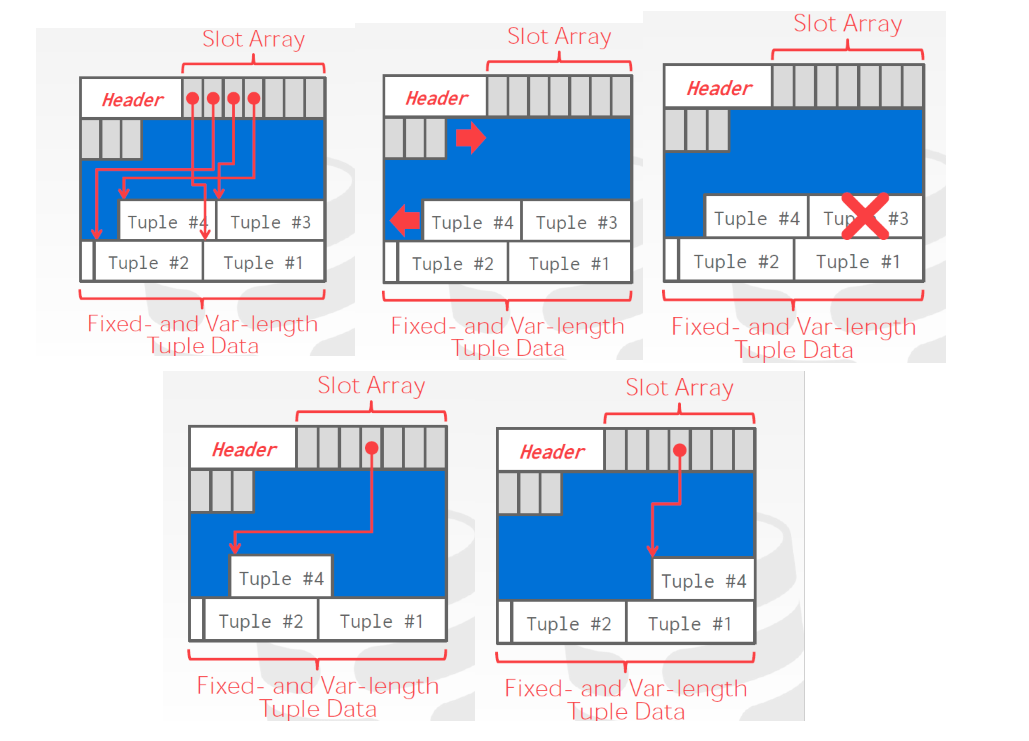 Slot Array
Header
Tuple #4 Tuple #3
Tuple #2 Tuple #1
Fixed- and Var-length
Tuple Data
Slot Array
Header
Tuple #4 Tuple #3
Tuple #2 Tuple #1
Fixed- and Var-length
Tuple Data
Slot Array
Header
Tuple #4 Tuple #3
Tuple #2 Tuple #1
Fixed- and Var-length
Tuple Data
Slot Array
Header
Tuple #4
Tuple #2 Tuple #1
Fixed- and Var-length
Tuple Data
Slot Array
Header
Tuple #4
Tuple #2 Tuple #1
Fixed- and Var-length
Tuple Data